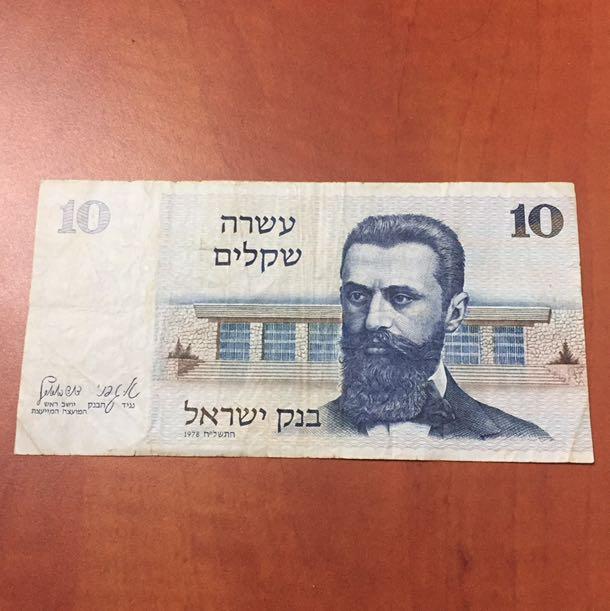 10
עשרה
שקלים
10
בנק ישראל
התשל״ח 1978
נגיד הבנק
יושב ראש
המועצה המייעצת